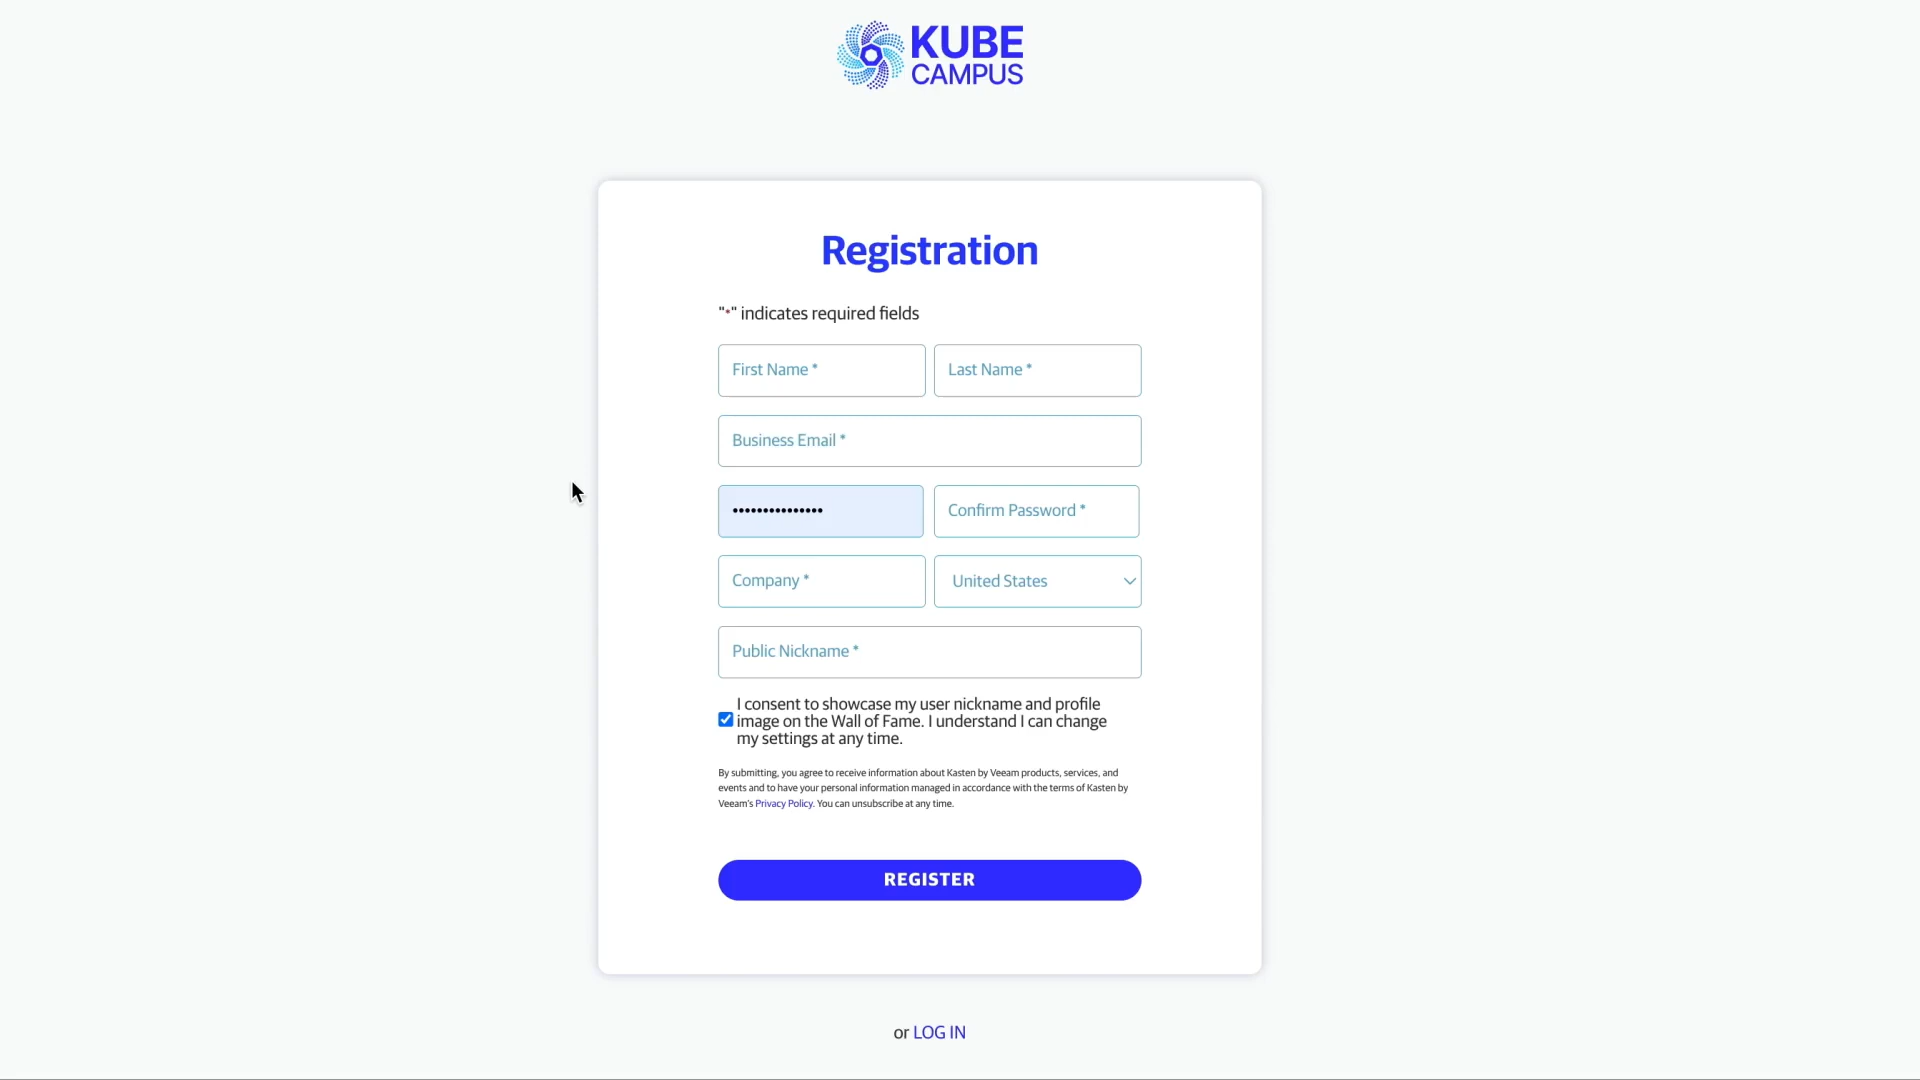 KUBE
CAMPUS
Registration
"*" indicates required fields
First Name *
Last Name *
Business Email *
•••••••••••••••
Confirm Password *
Company *
United States
Public Nickname *
I consent to showcase my user nickname and profile
image on the Wall of Fame. I understand I can change
my settings at any time.
By submitting, you agree to receive information about Kasten by Veeam products, services, and
events and to have your personal information managed in accordance with the terms of Kasten by
Veeam's Privacy Policy. You can unsubscribe at any time.
REGISTER
or LOG IN